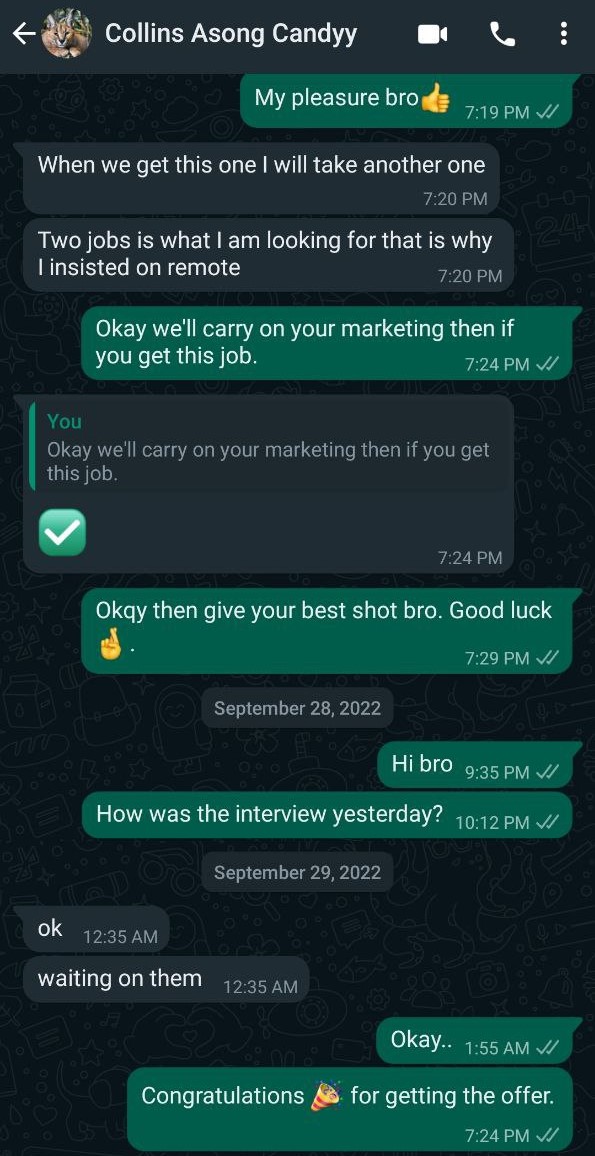 Collins Asong Candyy
My pleasure bro👍 7:19 PM
When we get this one I will take another one
7:20 PM
Two jobs is what I am looking for that is why
I insisted on remote 7:20 PM
Okay we'll carry on your marketing then if
you get this job. 7:24 PM
You
Okay we'll carry on your marketing then if you get
this job.
✅
7:24 PM
Okqy then give your best shot bro. Good luck
🤞 . 7:29 PM
September 28, 2022
Hi bro 9:35 PM
How was the interview yesterday? 10:12 PM
September 29, 2022
ok 12:35 AM
waiting on them 12:35 AM
Okay.. 1:55 AM
Congratulations 🎉 for getting the offer.
7:24 PM